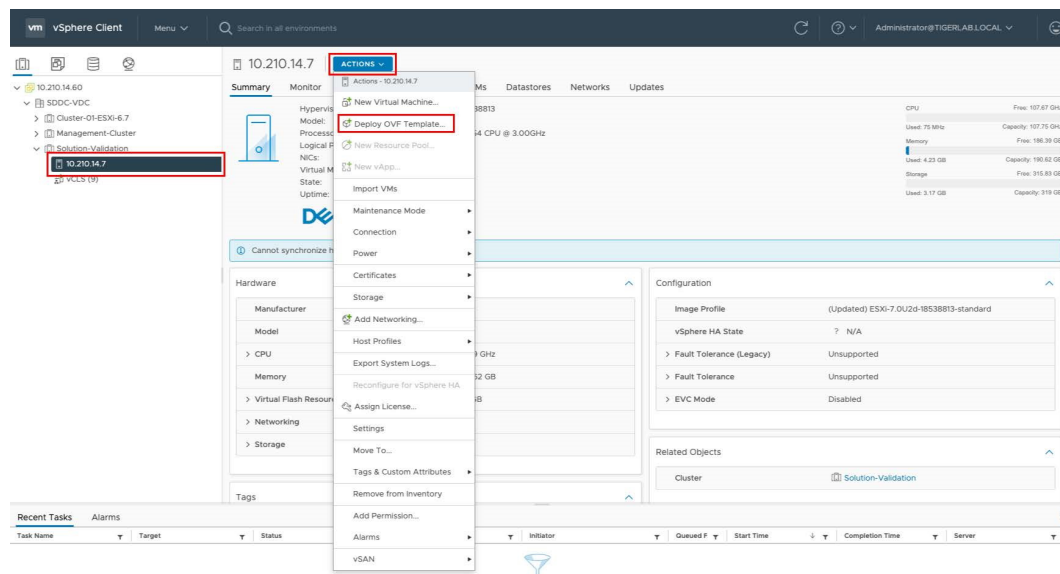 vm vSphere Client Menu Search in all environments Administrator@TIGERLAB.LOCAL
10.210.14.60
SDDC-VDC
Cluster-01-ESXi-6.7
Management-Cluster
Solution-Validation
10.210.14.7
vCLS (9)
10.210.14.7 ACTIONS
Summary Monitor Ms Datastores Networks Updates
Hypervis 38813
Model:
Processo 54 CPU @ 3.00GHz
Logical P
NICs:
Virtual M
State:
Uptime:
CPU Free: 107.67 GH
Used: 75 MHz Capacity: 107.75 GH
Memory Free: 186.39 GB
Used: 4.23 GB Capacity: 190.62 GB
Storage Free: 315.83 GB
Used: 3.17 GB Capacity: 319 GB
Cannot synchronize h
Actions - 10.210.14.7
New Virtual Machine...
Deploy OVF Template...
New Resource Pool...
New vApp...
Import VMs
Maintenance Mode
Connection
Power
Certificates
Storage
Add Networking...
Host Profiles
Export System Logs...
Reconfigure for vSphere HA
Assign License...
Settings
Move To...
Tags & Custom Attributes
Remove from Inventory
Add Permission...
Alarms
vSAN
Hardware
Manufacturer
Model
CPU 9 GHz
Memory 52 GB
Virtual Flash Resour GB
Networking
Storage
Tags
Configuration
Image Profile (Updated) ESXi-7.0U2d-18538813-standard
vSphere HA State ? N/A
Fault Tolerance (Legacy) Unsupported
Fault Tolerance Unsupported
EVC Mode Disabled
Related Objects
Cluster Solution-Validation
Recent Tasks Alarms
Task Name Target Status Initiator Queued F Start Time Completion Time Server